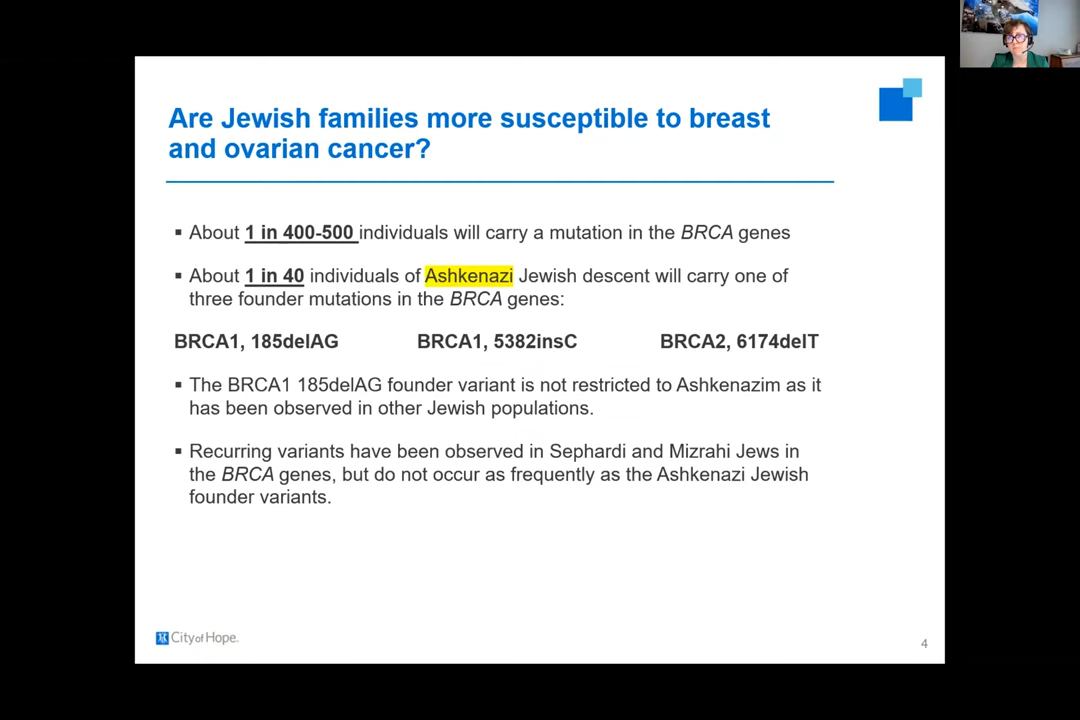 Are Jewish families more susceptible to breast
and ovarian cancer?
▪ About 1 in 400-500 individuals will carry a mutation in the BRCA genes
▪ About 1 in 40 individuals of Ashkenazi Jewish descent will carry one of
three founder mutations in the BRCA genes:
BRCA1, 185delAG BRCA1, 5382insC BRCA2, 6174delT
▪ The BRCA1 185delAG founder variant is not restricted to Ashkenazim as it
has been observed in other Jewish populations.
▪ Recurring variants have been observed in Sephardi and Mizrahi Jews in
the BRCA genes, but do not occur as frequently as the Ashkenazi Jewish
founder variants.
City of Hope.
4